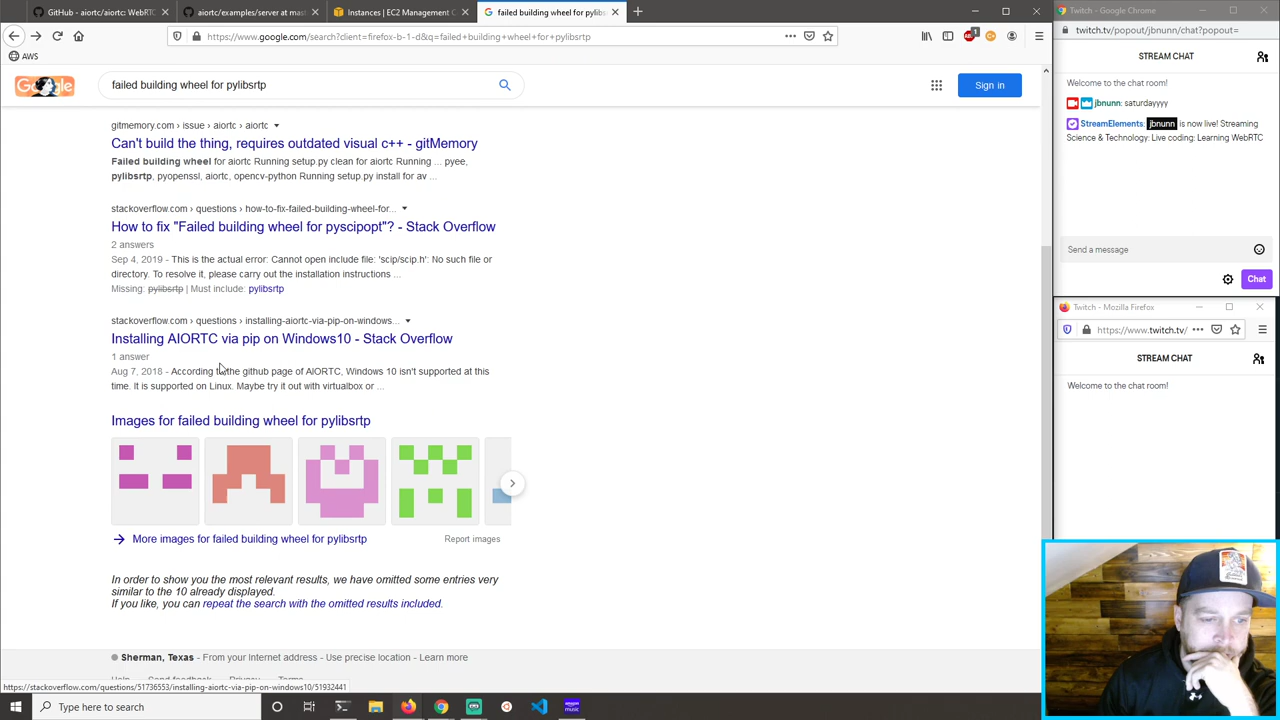 GitHub - aiortc/aiortc: WebRTC
aiortc/examples/server at mast
Instances | EC2 Management C
failed building wheel for pylibs
https://www.google.com/search?client=firefox-b-1-d&q=failed+building+wheel+for+pylibsrtp
AWS
failed building wheel for pylibsrtp
Sign in
gitmemory.com › issue › aiortc › aiortc
Can't build the thing, requires outdated visual c++ - gitMemory
Failed building wheel for aiortc Running setup.py clean for aiortc Running ... pyee,
pylibsrtp, pyopenssl, aiortc, opencv-python Running setup.py install for av ...
stackoverflow.com › questions › how-to-fix-failed-building-wheel-for...
How to fix "Failed building wheel for pyscipopt"? - Stack Overflow
2 answers
Sep 4, 2019 - This is the actual error: Cannot open include file: 'scip/scip.h': No such file or
directory. To resolve it, please carry out the installation instructions ...
Missing: pylibsrtp | Must include: pylibsrtp
stackoverflow.com › questions › installing-aiortc-via-pip-on-windows...
Installing AIORTC via pip on Windows10 - Stack Overflow
1 answer
Aug 7, 2018 - According to the github page of AIORTC, Windows 10 isn't supported at this
time. It is supported on Linux. Maybe try it out with virtualbox or ...
Images for failed building wheel for pylibsrtp
More images for failed building wheel for pylibsrtp
Report images
In order to show you the most relevant results, we have omitted some entries very
similar to the 10 already displayed.
If you like, you can repeat the search with the omitted results included.
Sherman, Texas - From your Internet address - Use precise location - Learn more
https://stackoverflow.com/questions/51736553/installing-aiortc-via-pip-on-windows10/51932441
Type here to search
Twitch - Google Chrome
twitch.tv/popout/jbnunn/chat?popout=
STREAM CHAT
Welcome to the chat room!
jbnunn: saturdayyyy
StreamElements: jbnunn is now live! Streaming
Science & Technology: Live coding: Learning WebRTC
Send a message
Chat
Twitch - Mozilla Firefox
https://www.twitch.tv/
STREAM CHAT
Welcome to the chat room!